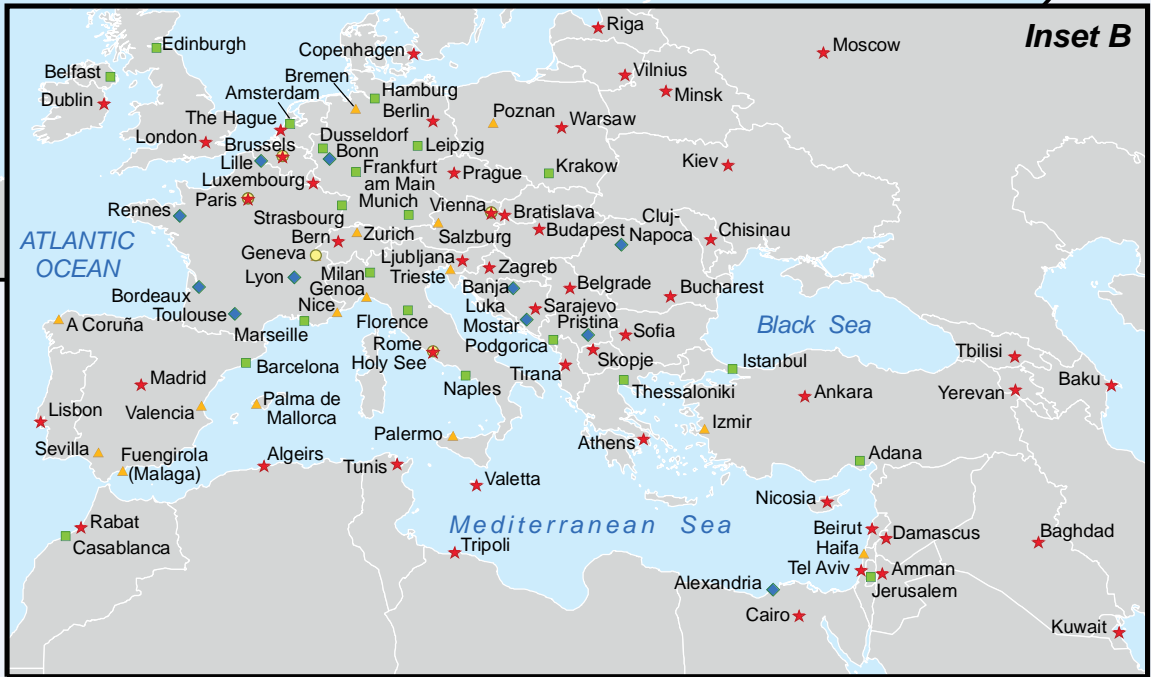 Inset B
Riga
Moscow
Edinburgh
Copenhagen
Belfast
Bremen
Vilnius
Amsterdam
Hamburg
Minsk
Dublin
The Hague
Berlin
Poznan
Warsaw
London
Brussels
Dusseldorf
Leipzig
Lille
Bonn
Kiev
Luxembourg
Frankfurt
am Main
Prague
Krakow
Paris
Munich
Rennes
Strasbourg
Vienna
Bratislava
Cluj-
Napoca
Bern
Zurich
Salzburg
Budapest
Chisinau
ATLANTIC
OCEAN
Geneva
Ljubljana
Zagreb
Lyon
Milan
Trieste
Genoa
Banja
Luka
Belgrade
Bucharest
Bordeaux
Nice
Sarajevo
Toulouse
Marseille
Florence
Mostar
Pristina
Sofia
Black Sea
A Coruña
Podgorica
Rome
Holy See
Skopje
Tbilisi
Barcelona
Tirana
Istanbul
Madrid
Naples
Thessaloniki
Ankara
Yerevan
Baku
Lisbon
Valencia
Palma de
Mallorca
Izmir
Palermo
Athens
Sevilla
Fuengirola
(Malaga)
Algeirs
Tunis
Adana
Valetta
Nicosia
Rabat
Mediterranean Sea
Beirut
Damascus
Baghdad
Casablanca
Tripoli
Haifa
Tel Aviv
Amman
Alexandria
Jerusalem
Cairo
Kuwait